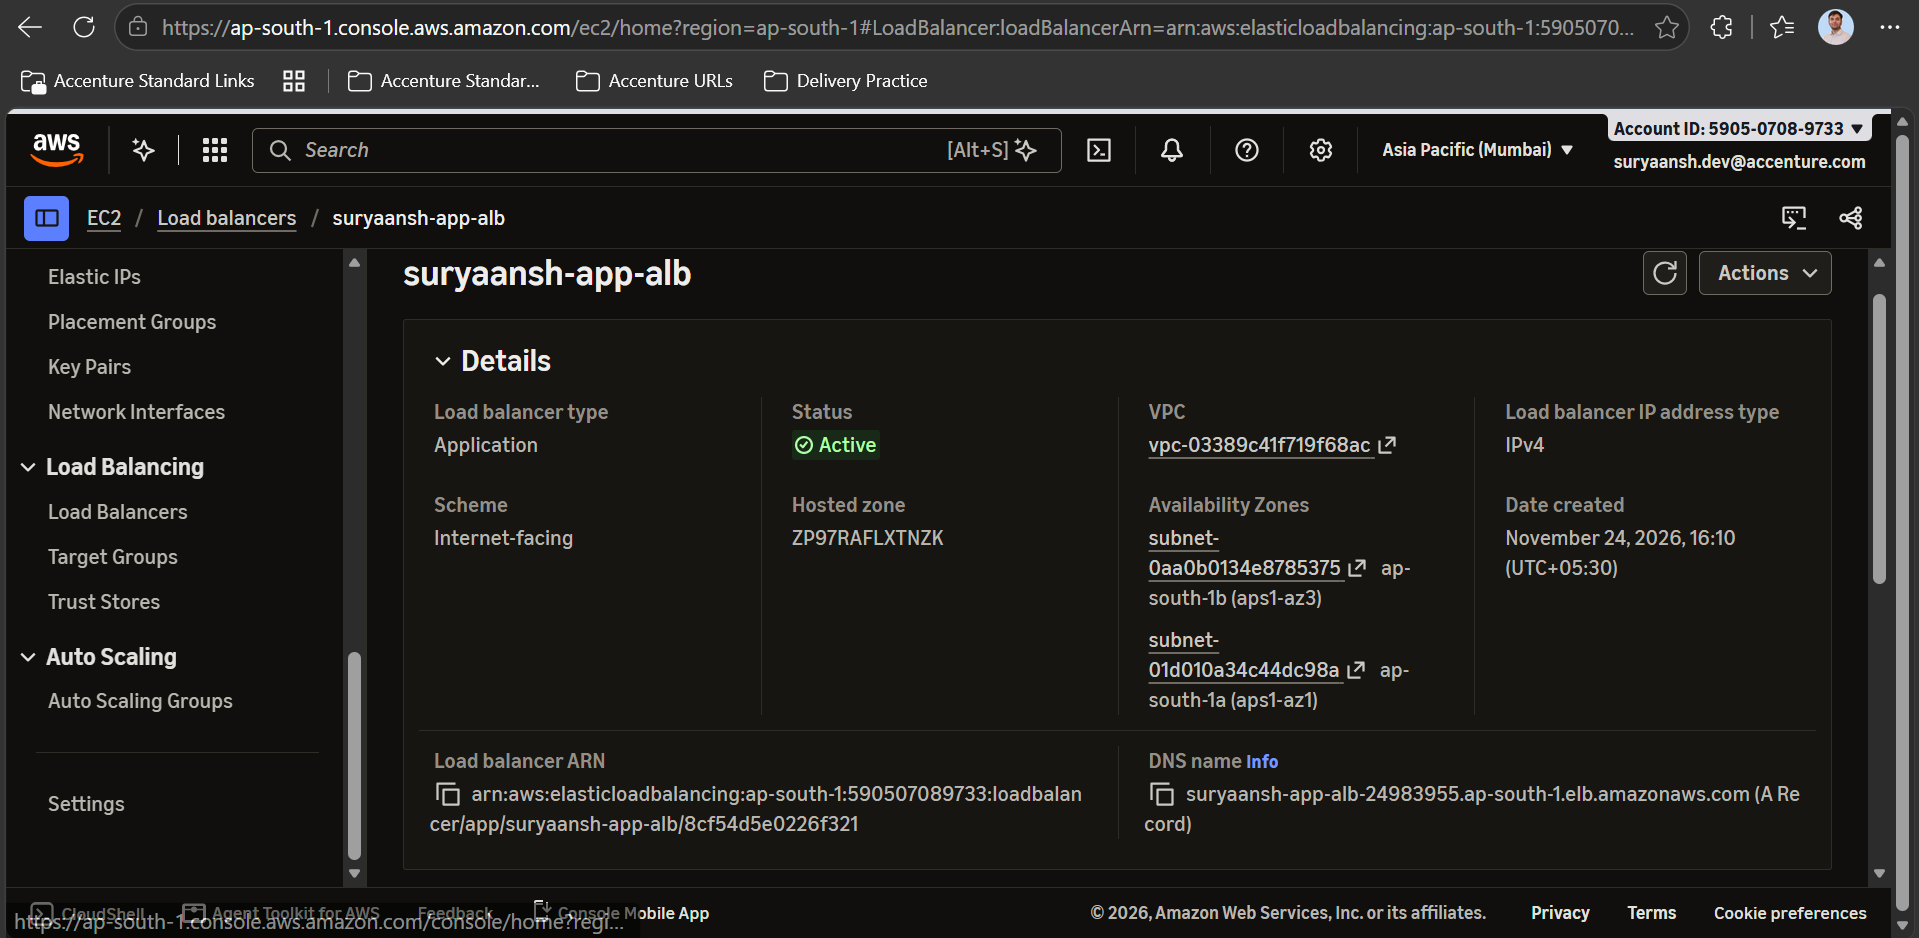 https://ap-south-1.console.aws.amazon.com/ec2/home?region=ap-south-1#LoadBalancer:loadBalancerArn=arn:aws:elasticloadbalancing:ap-south-1:5905070...
Accenture Standard Links
Accenture Standar...
Accenture URLs
Delivery Practice
aws
Search
[Alt+S]
Asia Pacific (Mumbai)
Account ID: 5905-0708-9733
suryaansh.dev@accenture.com
EC2 / Load balancers / suryaansh-app-alb
Elastic IPs
Placement Groups
Key Pairs
Network Interfaces
Load Balancing
Load Balancers
Target Groups
Trust Stores
Auto Scaling
Auto Scaling Groups
Settings
suryaansh-app-alb
Actions
Details
Load balancer type
Application
Status
Active
VPC
vpc-03389c41f719f68ac
Load balancer IP address type
IPv4
Scheme
Internet-facing
Hosted zone
ZP97RAFLXTNZK
Availability Zones
subnet-
0aa0b0134e8785375 ap-
south-1b (aps1-az3)
subnet-
01d010a34c44dc98a ap-
south-1a (aps1-az1)
Date created
November 24, 2026, 16:10
(UTC+05:30)
Load balancer ARN
arn:aws:elasticloadbalancing:ap-south-1:590507089733:loadbalan
cer/app/suryaansh-app-alb/8cf54d5e0226f321
DNS name Info
suryaansh-app-alb-24983955.ap-south-1.elb.amazonaws.com (A Re
cord)
CloudShell
Agent Toolkit for AWS
Feedback
Console Mobile App
© 2026, Amazon Web Services, Inc. or its affiliates.
Privacy
Terms
Cookie preferences
https://ap-south-1.console.aws.amazon.com/console/home?regi...